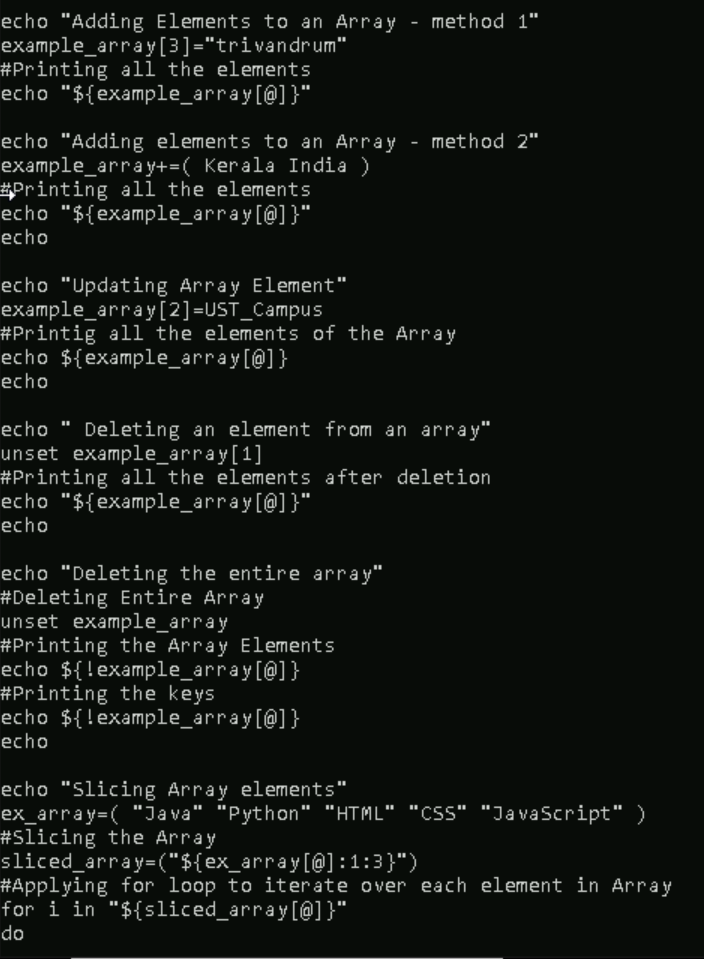 echo "Adding Elements to an Array - method 1"
example_array[3]="trivandrum"
#Printing all the elements
echo "${example_array[@]}"
echo "Adding elements to an Array - method 2"
example_array+=( Kerala India )
#Printing all the elements
echo "${example_array[@]}"
echo
echo "Updating Array Element"
example_array[2]=UST_Campus
#Printig all the elements of the Array
echo ${example_array[@]}
echo
echo " Deleting an element from an array"
unset example_array[1]
#Printing all the elements after deletion
echo "${example_array[@]}"
echo
echo "Deleting the entire array"
#Deleting Entire Array
unset example_array
#Printing the Array Elements
echo ${!example_array[@]}
#Printing the keys
echo ${!example_array[@]}
echo
echo "Slicing Array elements"
ex_array=( "Java" "Python" "HTML" "CSS" "JavaScript" )
#Slicing the Array
sliced_array=("${ex_array[@]:1:3}")
#Applying for loop to iterate over each element in Array
for i in "${sliced_array[@]}"
do